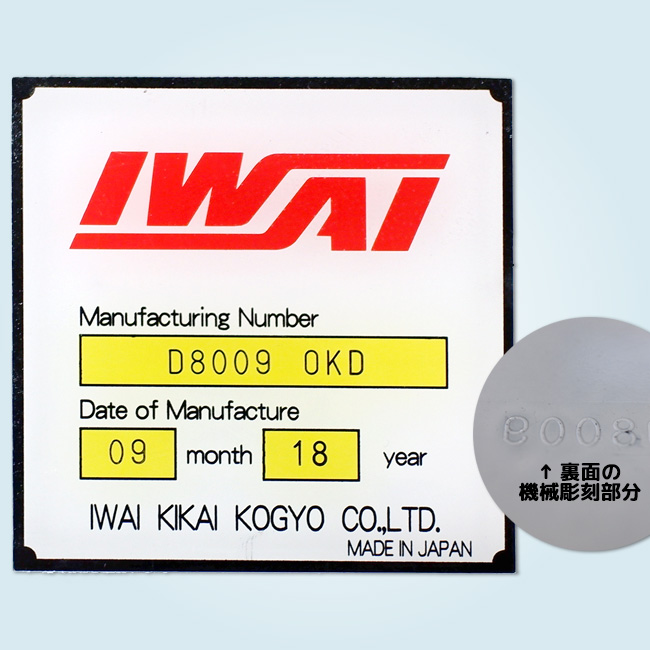 IWAI
Manufacturing Number
D8009 0KD
Date of Manufacture
09 month 18 year
IWAI KIKAI KOGYO CO.,LTD.
MADE IN JAPAN
↑ 裏面の
機械彫刻部分